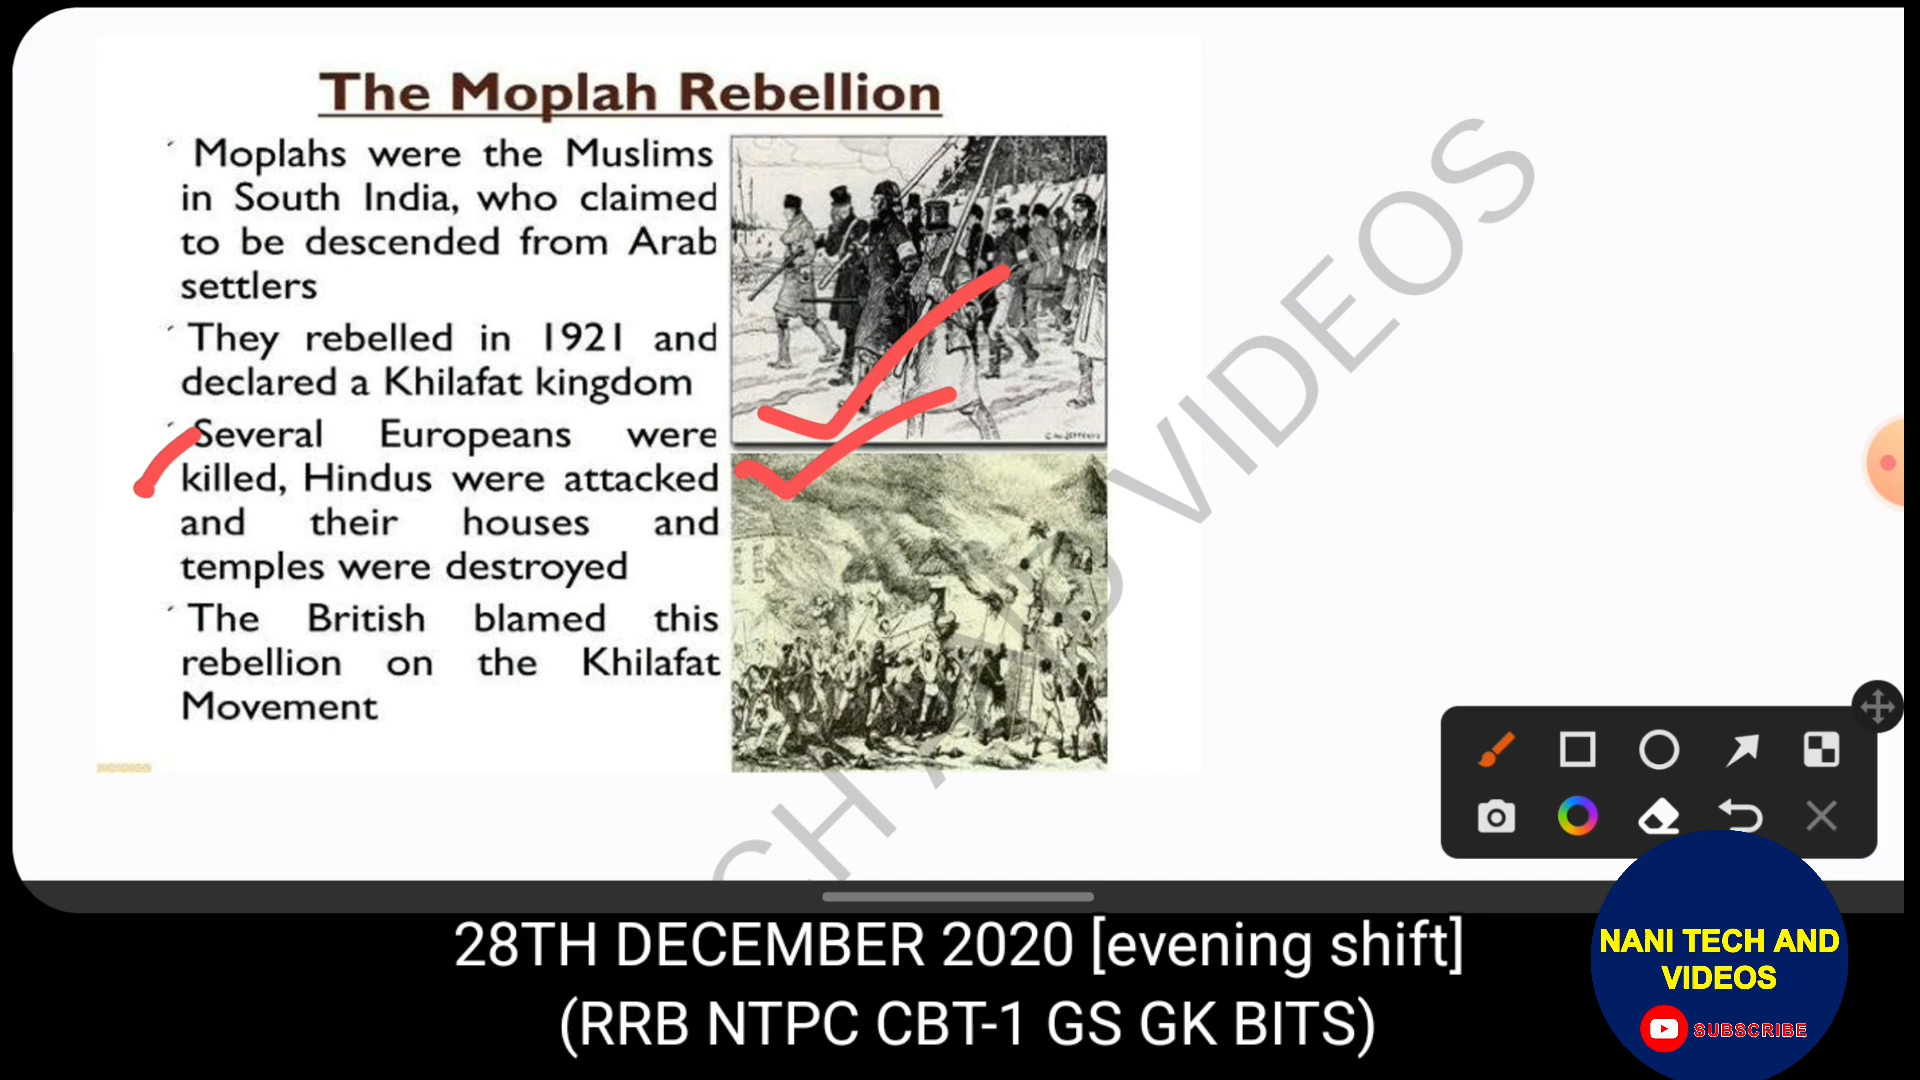 The Moplah Rebellion
Moplahs were the Muslims
in South India, who claimed
to be descended from Arab
settlers
They rebelled in 1921 and
declared a Khilafat kingdom
Several Europeans were
killed, Hindus were attacked
and their houses and
temples were destroyed
The British blamed this
rebellion on the Khilafat
Movement
CH AND VIDEOS
28TH DECEMBER 2020 [evening shift]
(RRB NTPC CBT-1 GS GK BITS)
NANI TECH AND
VIDEOS
SUBSCRIBE